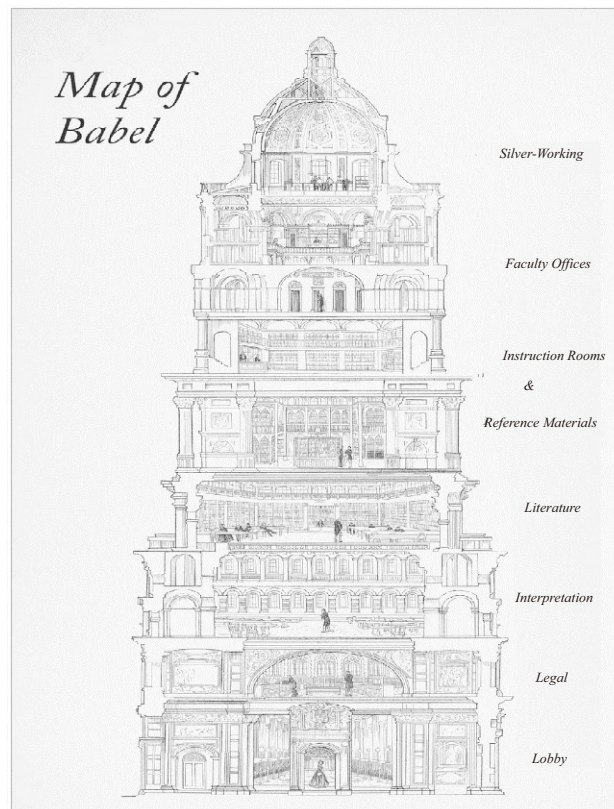 Map of
Babel
Silver-Working
Faculty Offices
Instruction Rooms
&
Reference Materials
Literature
Interpretation
Legal
Lobby